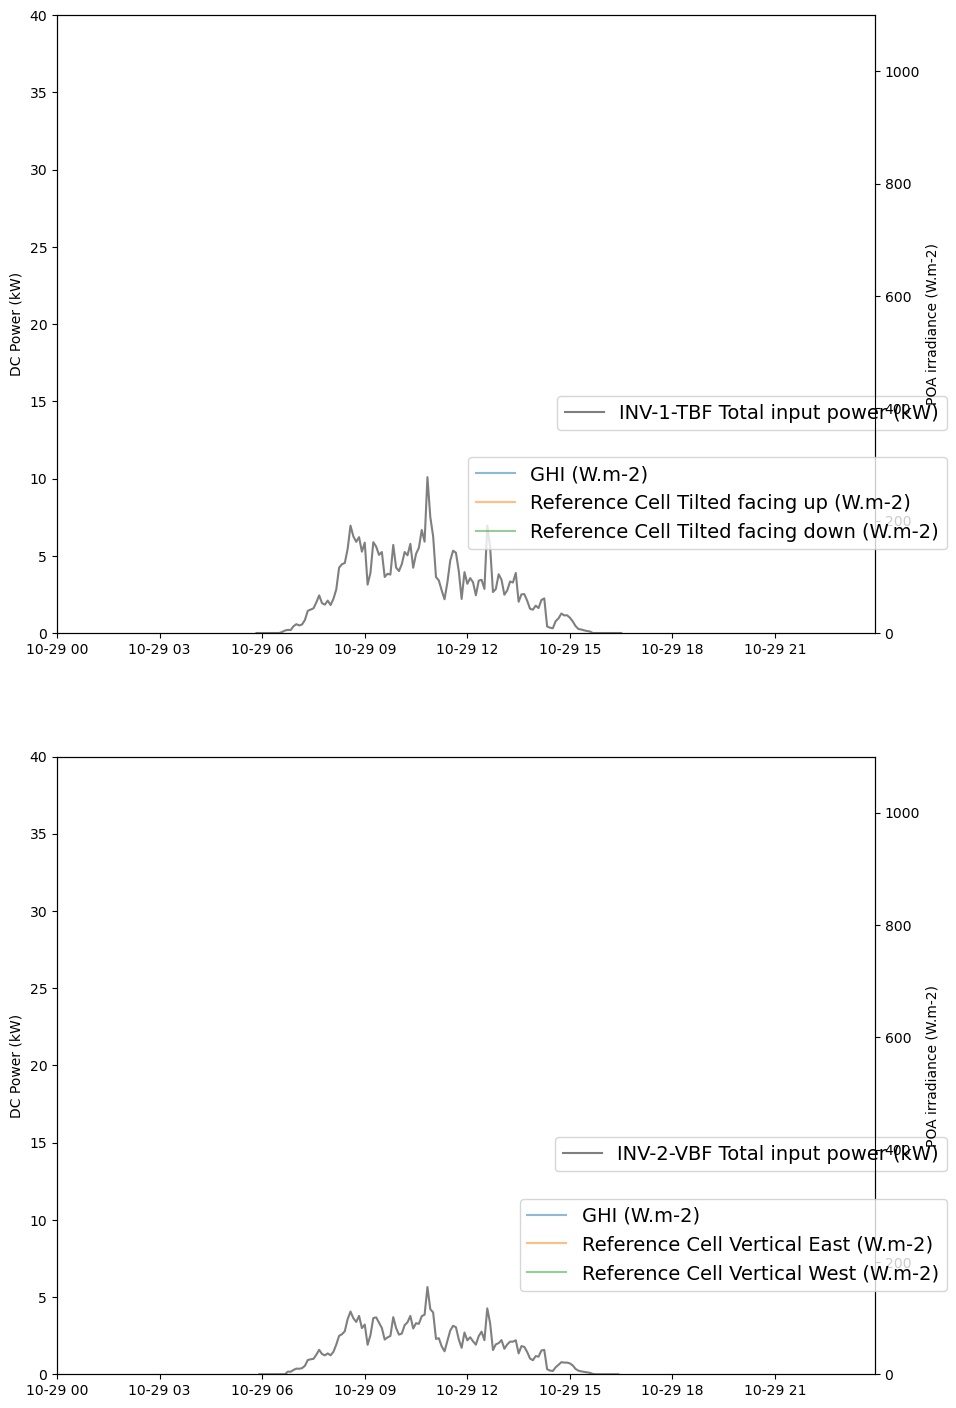 40
35
30
25
20
15
10
5
0
DC Power (kW)
1000
800
600
400
200
0
POA irradiance (W.m-2)
INV-1-TBF Total input power (kW)
GHI (W.m-2)
Reference Cell Tilted facing up (W.m-2)
Reference Cell Tilted facing down (W.m-2)
10-29 00 10-29 03 10-29 06 10-29 09 10-29 12 10-29 15 10-29 18 10-29 21
40
35
30
25
20
15
10
5
0
DC Power (kW)
1000
800
600
400
200
0
POA irradiance (W.m-2)
INV-2-VBF Total input power (kW)
GHI (W.m-2)
Reference Cell Vertical East (W.m-2)
Reference Cell Vertical West (W.m-2)
10-29 00 10-29 03 10-29 06 10-29 09 10-29 12 10-29 15 10-29 18 10-29 21